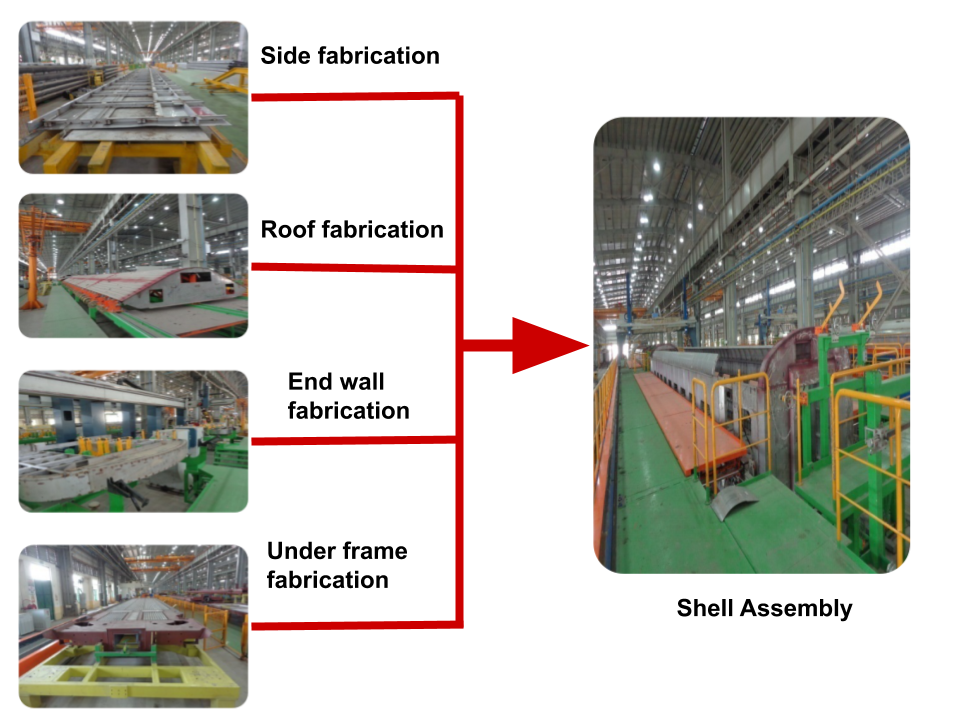 Side fabrication
Roof fabrication
End wall
fabrication
Under frame
fabrication
Shell Assembly